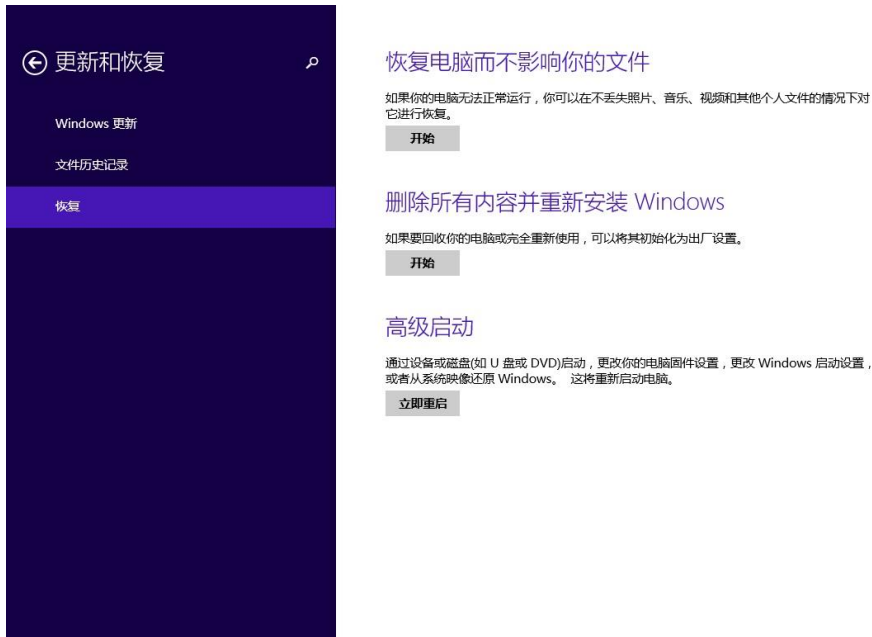 更新和恢复
Windows 更新
文件历史记录
恢复
恢复电脑而不影响你的文件
如果你的电脑无法正常运行，你可以在不丢失照片、音乐、视频和其他个人文件的情况下对
它进行恢复。
开始
删除所有内容并重新安装 Windows
如果要回收你的电脑或完全重新使用，可以将其初始化为出厂设置。
开始
高级启动
通过设备或磁盘(如 U 盘或 DVD)启动，更改你的电脑固件设置，更改 Windows 启动设置，
或者从系统映像还原 Windows。 这将重新启动电脑。
立即重启